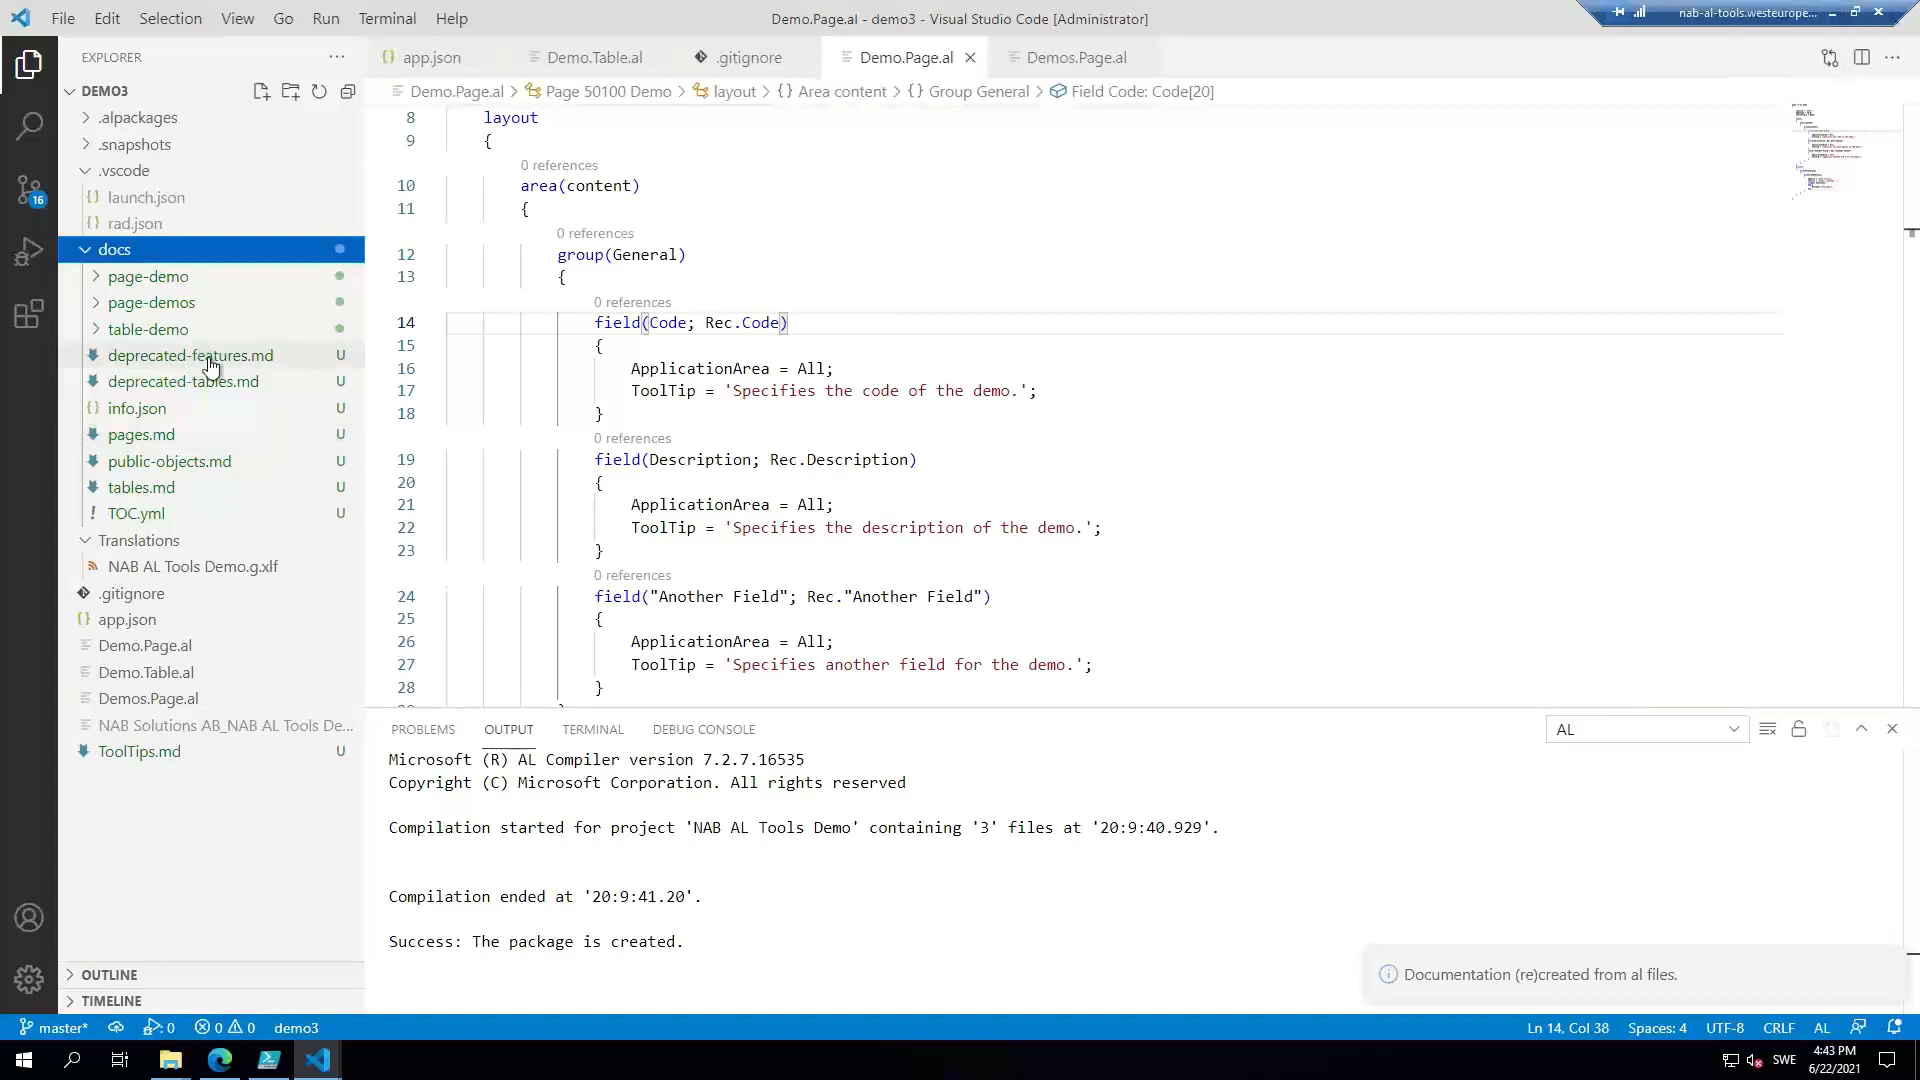 File Edit Selection View Go Run Terminal Help
Demo.Page.al - demo3 - Visual Studio Code [Administrator]
nab-al-tools.westeurope...
EXPLORER
app.json
Demo.Table.al
.gitignore
Demo.Page.al
Demos.Page.al
DEMO3
Demo.Page.al > Page 50100 Demo > layout > {} Area content > {} Group General > Field Code: Code[20]
.alpackages
.snapshots
.vscode
launch.json
rad.json
docs
page-demo
page-demos
table-demo
deprecated-features.md U
deprecated-tables.md U
info.json U
pages.md U
public-objects.md U
tables.md U
TOC.yml U
Translations
NAB AL Tools Demo.g.xlf
.gitignore
app.json
Demo.Page.al
Demo.Table.al
Demos.Page.al
NAB Solutions AB_NAB AL Tools De...
ToolTips.md U
OUTLINE
TIMELINE
8 layout
9 {
0 references
10 area(content)
11 {
0 references
12 group(General)
13 {
0 references
14 field(Code; Rec.Code)
15 {
16 ApplicationArea = All;
17 ToolTip = 'Specifies the code of the demo.';
18 }
0 references
19 field(Description; Rec.Description)
20 {
21 ApplicationArea = All;
22 ToolTip = 'Specifies the description of the demo.';
23 }
0 references
24 field("Another Field"; Rec."Another Field")
25 {
26 ApplicationArea = All;
27 ToolTip = 'Specifies another field for the demo.';
28 }
PROBLEMS OUTPUT TERMINAL DEBUG CONSOLE
AL
Microsoft (R) AL Compiler version 7.2.7.16535
Copyright (C) Microsoft Corporation. All rights reserved
Compilation started for project 'NAB AL Tools Demo' containing '3' files at '20:9:40.929'.
Compilation ended at '20:9:41.20'.
Success: The package is created.
Documentation (re)created from al files.
16
master* 0 0 0 demo3
Ln 14, Col 38 Spaces: 4 UTF-8 CRLF AL
SWE
4:43 PM
6/22/2021